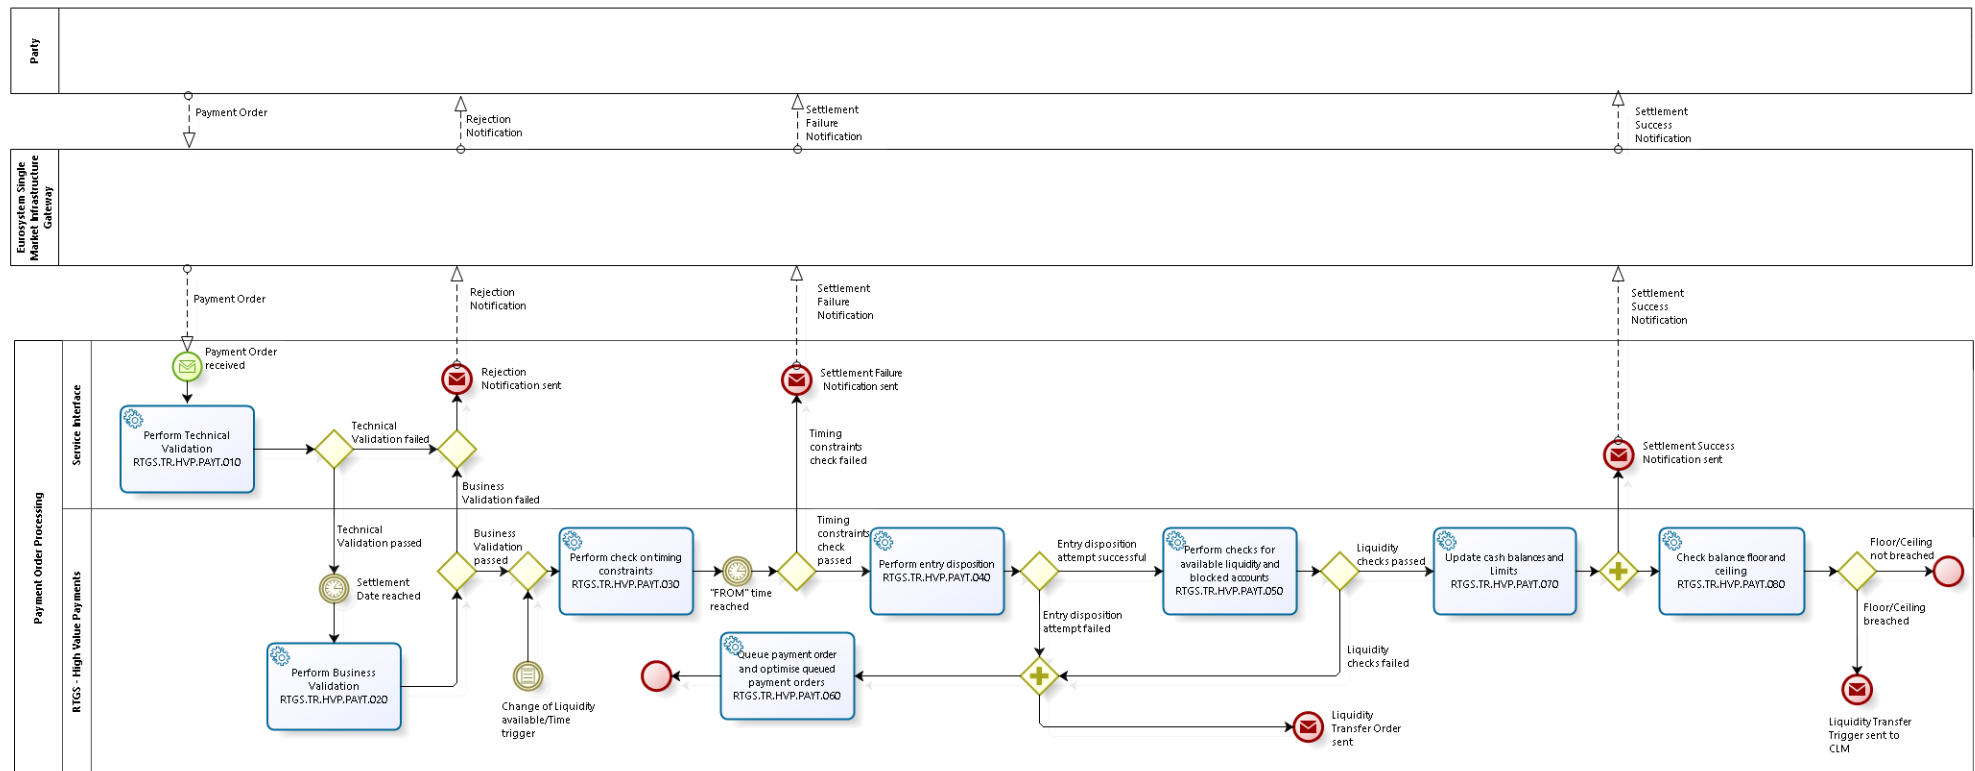 Party
Payment Order
Rejection
Notification
Settlement
Failure
Notification
Settlement
Success
Notification
Eurosystem Single
Market Infrastructure
Gateway
Payment Order
Rejection
Notification
Settlement
Failure
Notification
Settlement
Success
Notification
Payment Order Processing
Service Interface
Payment Order
received
Perform Technical
Validation
RTGS.TR.HVP.PAYT.010
Technical
Validation failed
Rejection
Notification sent
Business
Validation failed
Settlement Failure
Notification sent
Timing
constraints
check failed
Settlement Success
Notification sent
RTGS - High Value Payments
Technical
Validation passed
Settlement
Date reached
Perform Business
Validation
RTGS.TR.HVP.PAYT.020
Business
Validation
passed
Change of Liquidity
available/Time
trigger
Perform check on timing
constraints
RTGS.TR.HVP.PAYT.030
"FROM" time
reached
Timing
constraints
check
passed
Perform entry disposition
RTGS.TR.HVP.PAYT.040
Entry disposition
attempt successful
Entry disposition
attempt failed
Queue payment order
and optimise queued
payment orders
RTGS.TR.HVP.PAYT.060
Perform checks for
available liquidity and
blocked accounts
RTGS.TR.HVP.PAYT.050
Liquidity
checks passed
Liquidity
checks failed
Liquidity
Transfer Order
sent
Update cash balances and
Limits
RTGS.TR.HVP.PAYT.070
Check balance floor and
ceiling
RTGS.TR.HVP.PAYT.080
Floor/Ceiling
not breached
Floor/Ceiling
breached
Liquidity Transfer
Trigger sent to
CLM